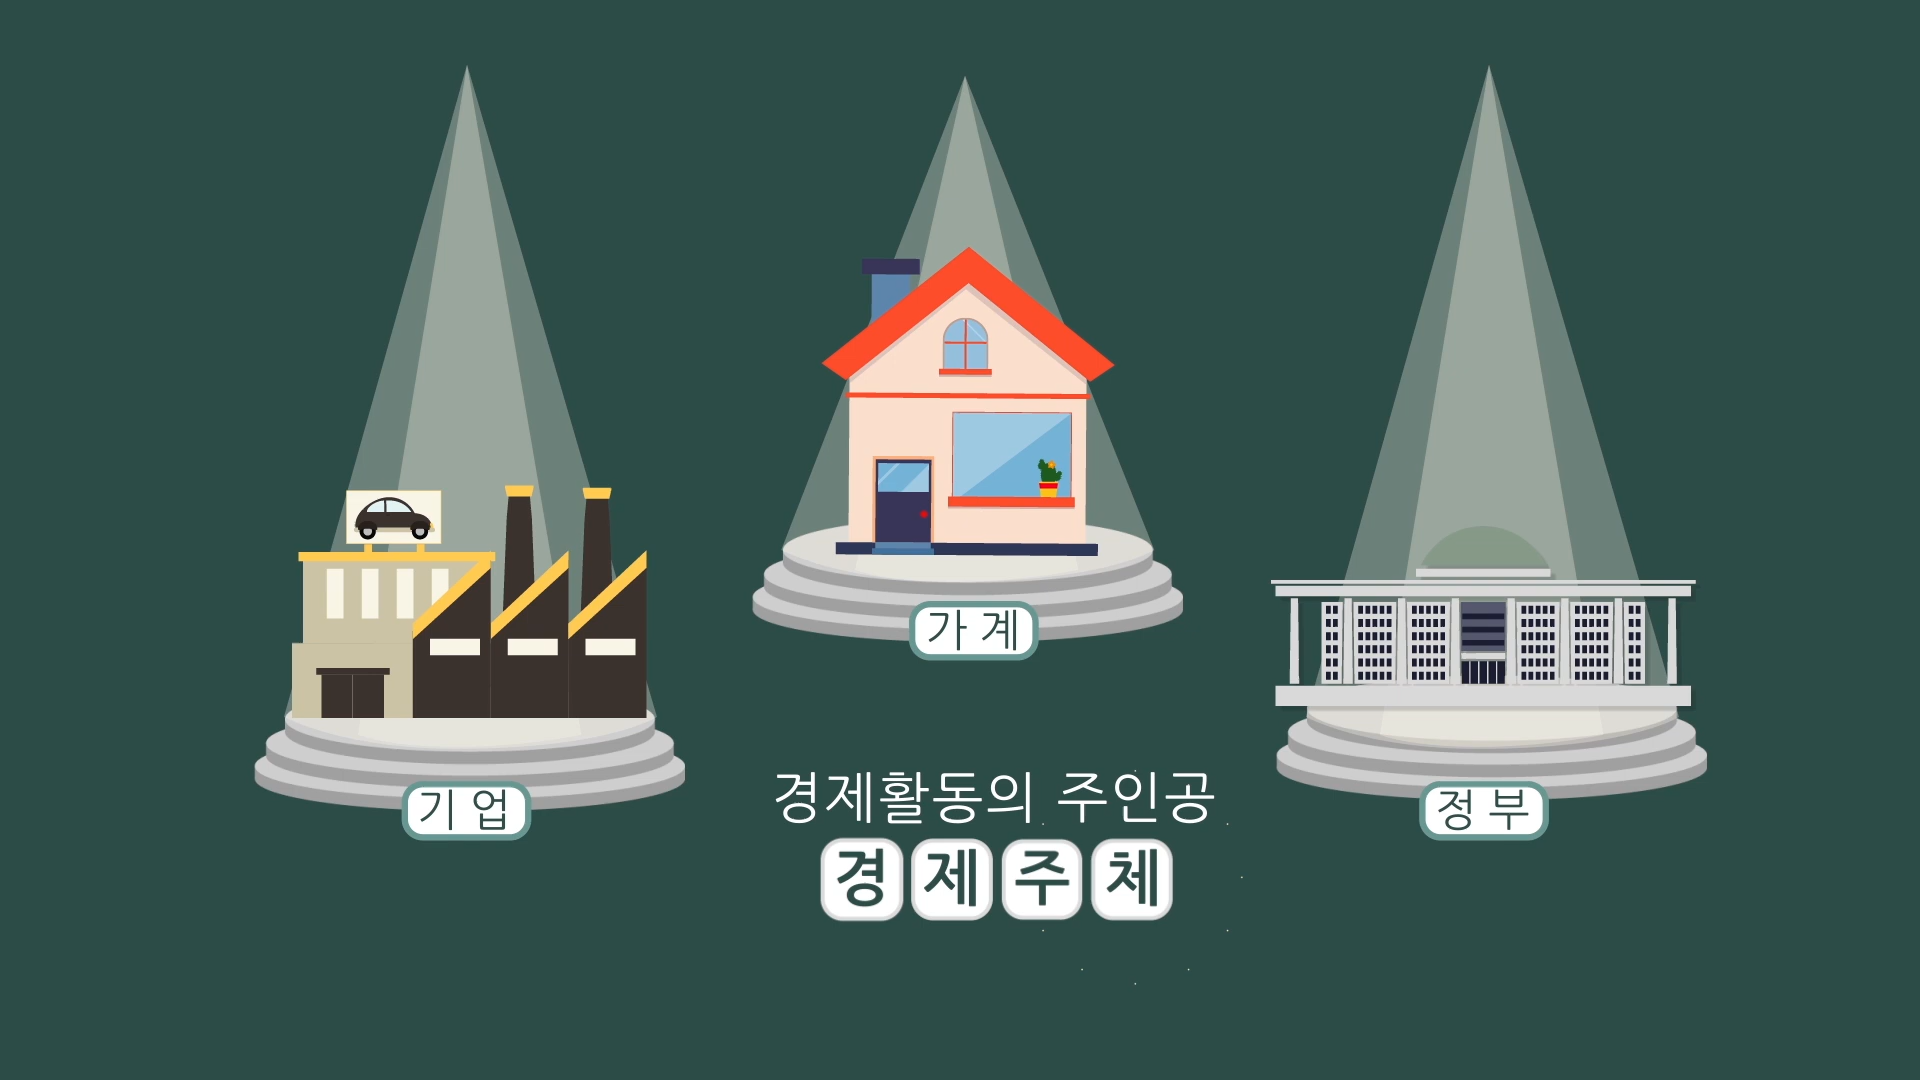 가 계
기 업
정 부
경제활동의 주인공
경제주체